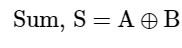 Sum, S = A ⊕ B